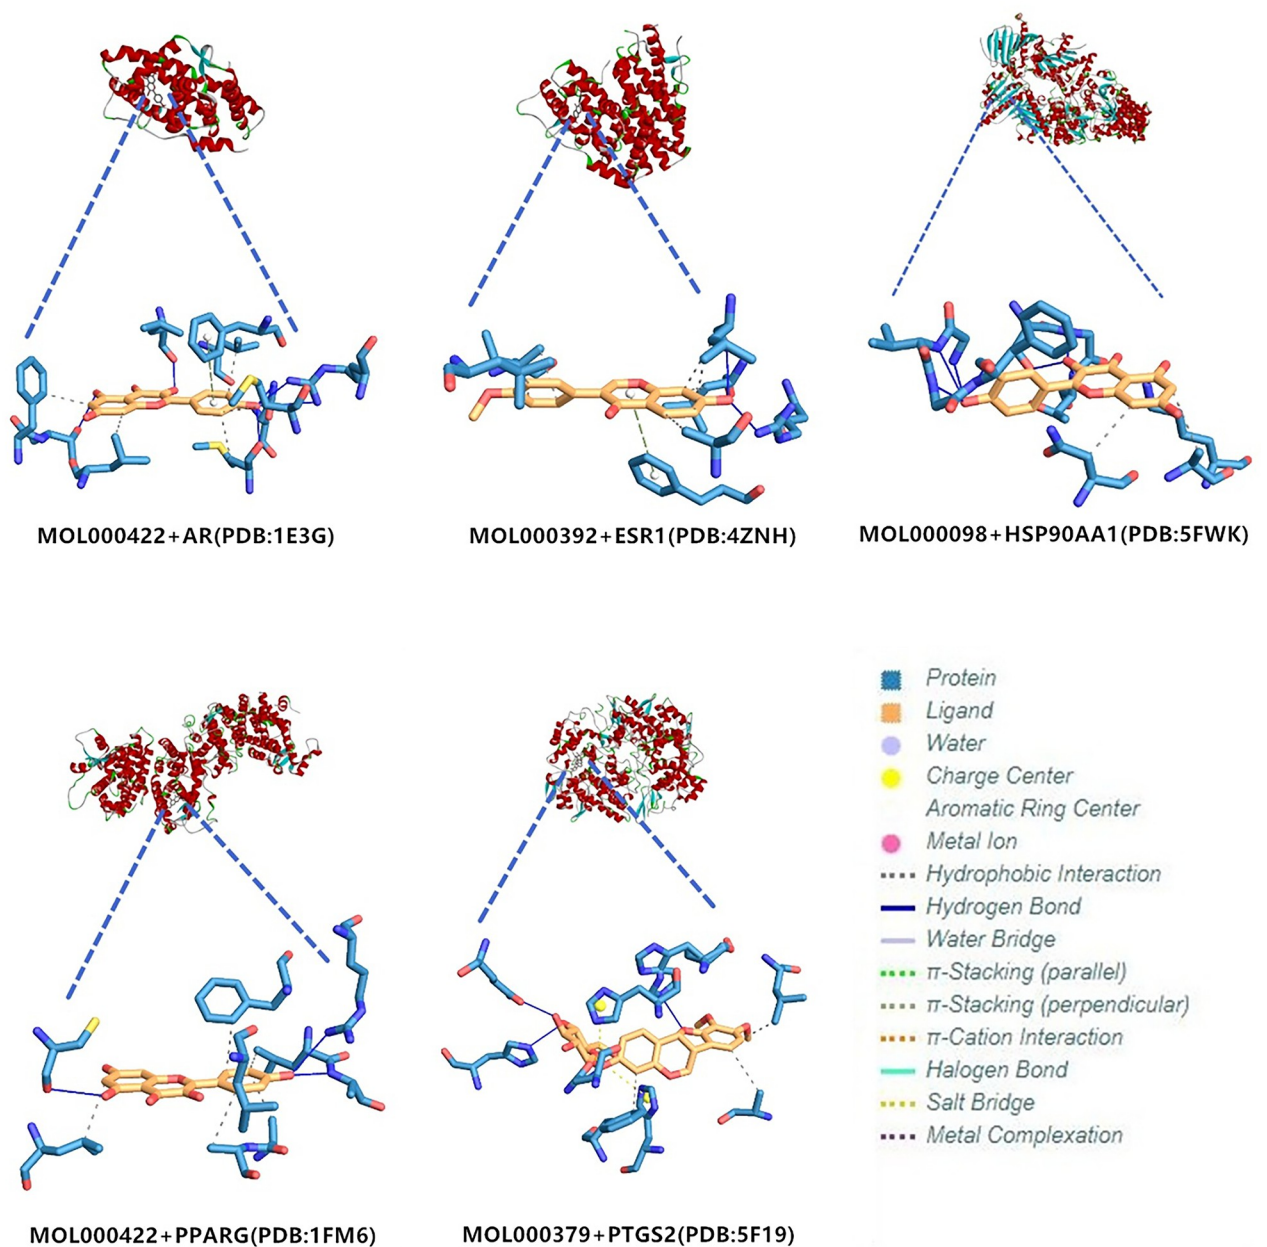 MOL000422+AR(PDB:1E3G)
MOL000392+ESR1(PDB:4ZNH)
MOL000098+HSP90AA1(PDB:5FWK)
Protein
Ligand
Water
Charge Center
Aromatic Ring Center
Metal Ion
Hydrophobic Interaction
Hydrogen Bond
Water Bridge
π-Stacking (parallel)
π-Stacking (perpendicular)
π-Cation Interaction
Halogen Bond
Salt Bridge
Metal Complexation
MOL000422+PPARG(PDB:1FM6)
MOL000379+PTGS2(PDB:5F19)